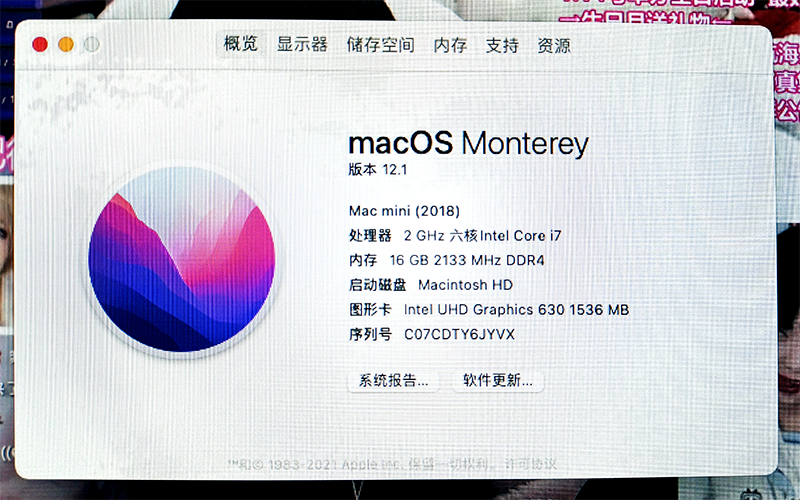 概览 显示器 储存空间 内存 支持 资源
macOS Monterey
版本 12.1
Mac mini (2018)
处理器 2 GHz 六核Intel Core i7
内存 16 GB 2133 MHz DDR4
启动磁盘 Macintosh HD
图形卡 Intel UHD Graphics 630 1536 MB
序列号 C07CDTY6JYVX
系统报告... 软件更新...
™和© 1983-2021 Apple Inc. 保留一切权利。许可协议